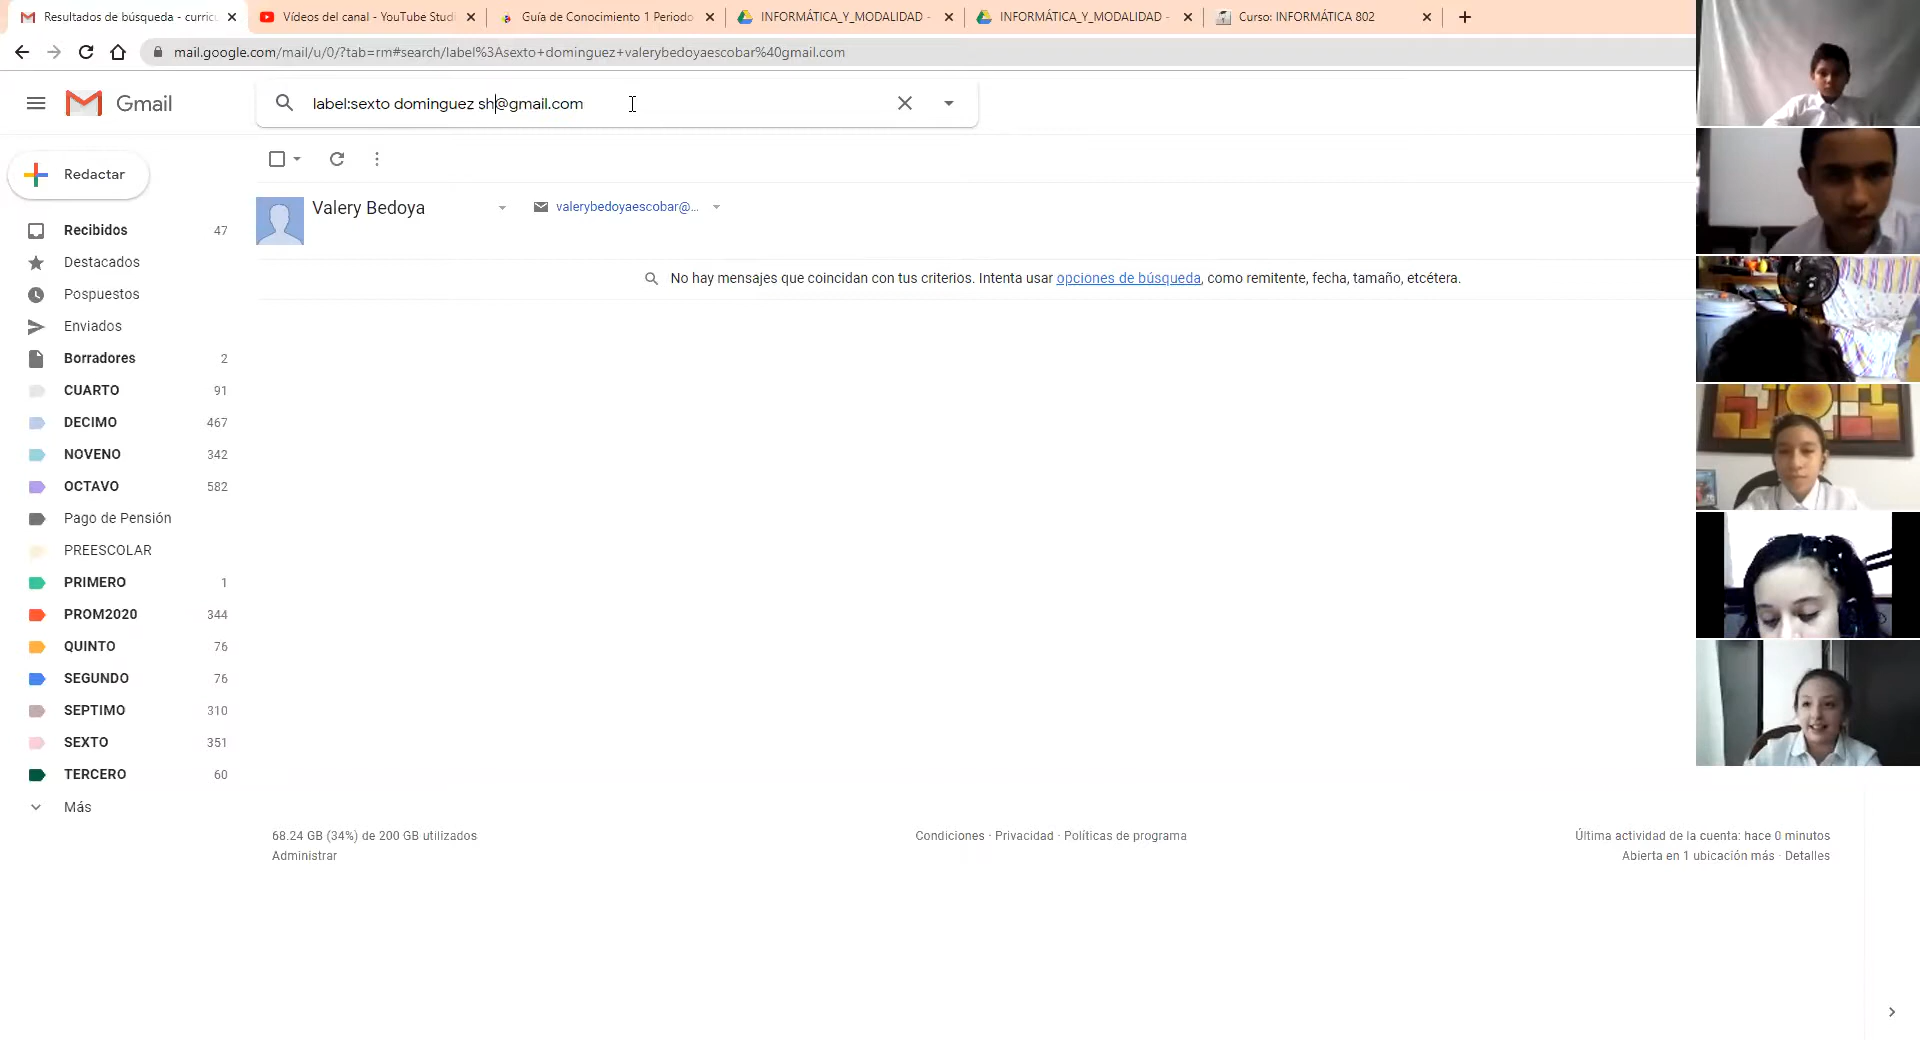 Resultados de búsqueda - curricu
Vídeos del canal - YouTube Studi
Guía de Conocimiento 1 Periodo
INFORMÁTICA_Y_MODALIDAD -
INFORMÁTICA_Y_MODALIDAD -
Curso: INFORMÁTICA 802
mail.google.com/mail/u/0/?tab=rm#search/label%3Asexto+dominguez+valerybedoyaescobar%40gmail.com
Gmail
label:sexto dominguez sh@gmail.com
Redactar
Valery Bedoya
valerybedoyaescobar@...
Recibidos 47
Destacados
No hay mensajes que coincidan con tus criterios. Intenta usar opciones de búsqueda, como remitente, fecha, tamaño, etcétera.
Pospuestos
Enviados
Borradores 2
CUARTO 91
DECIMO 467
NOVENO 342
OCTAVO 582
Pago de Pensión
PREESCOLAR
PRIMERO 1
PROM2020 344
QUINTO 76
SEGUNDO 76
SEPTIMO 310
SEXTO 351
TERCERO 60
Más
68.24 GB (34%) de 200 GB utilizados
Administrar
Condiciones · Privacidad · Políticas de programa
Última actividad de la cuenta: hace 0 minutos
Abierta en 1 ubicación más · Detalles